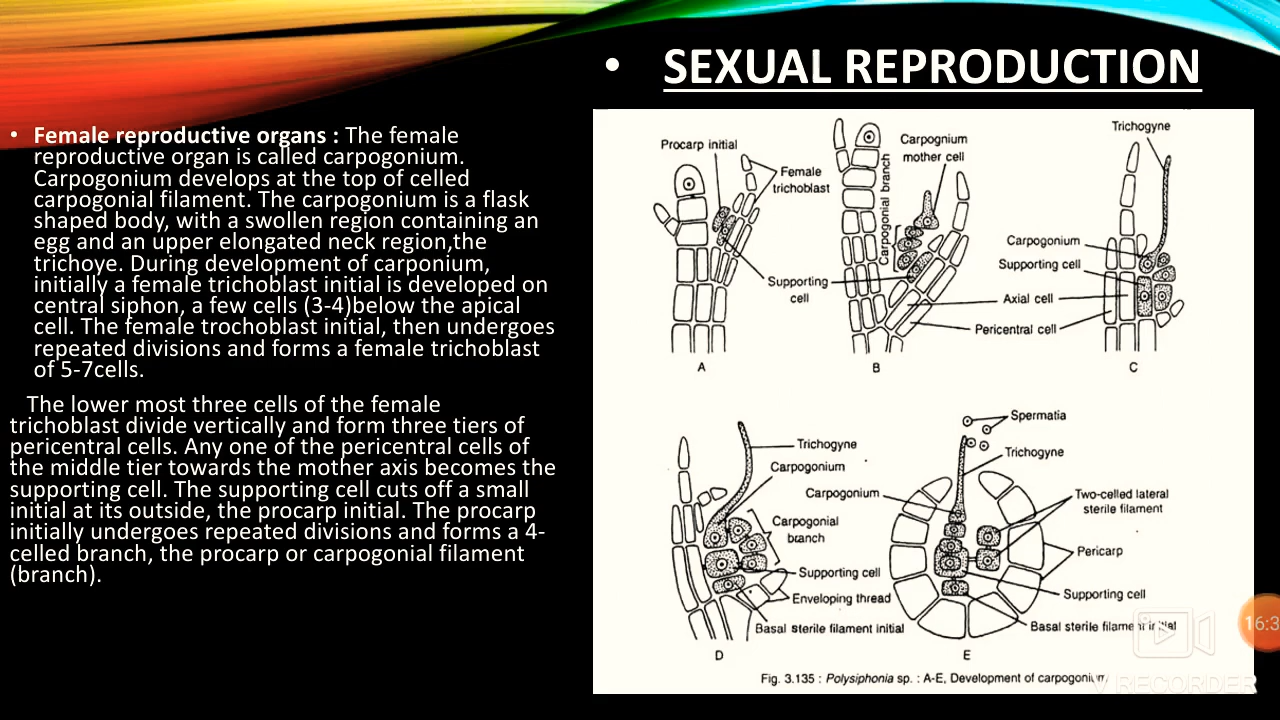 • SEXUAL REPRODUCTION
• Female reproductive organs : The female
reproductive organ is called carpogonium.
Carpogonium develops at the top of celled
carpogonial filament. The carpogonium is a flask
shaped body, with a swollen region containing an
egg and an upper elongated neck region,the
trichoye. During development of carponium,
initially a female trichoblast initial is developed on
central siphon, a few cells (3-4)below the apical
cell. The female trochoblast initial, then undergoes
repeated divisions and forms a female trichoblast
of 5-7cells.
The lower most three cells of the female
trichoblast divide vertically and form three tiers of
pericentral cells. Any one of the pericentral cells of
the middle tier towards the mother axis becomes the
supporting cell. The supporting cell cuts off a small
initial at its outside, the procarp initial. The procarp
initially undergoes repeated divisions and forms a 4-
celled branch, the procarp or carpogonial filament
(branch).
Procarp initial
Female
trichoblast
Supporting
cell
A
Carpognium
mother cell
Carpogonial branch
B
Trichogyne
Carpogonium
Supporting cell
Axial cell
Pericentral cell
C
Trichogyne
Carpogonium
Carpogonial
branch
Supporting cell
Enveloping thread
Basal sterile filament initial
D
Spermatia
Trichogyne
Carpogonium
Two-celled lateral
sterile filament
Pericarp
Supporting cell
Basal sterile filament initial
E
Fig. 3.135 : Polysiphonia sp. : A-E, Development of carpogonium
V RECORDER
16:3